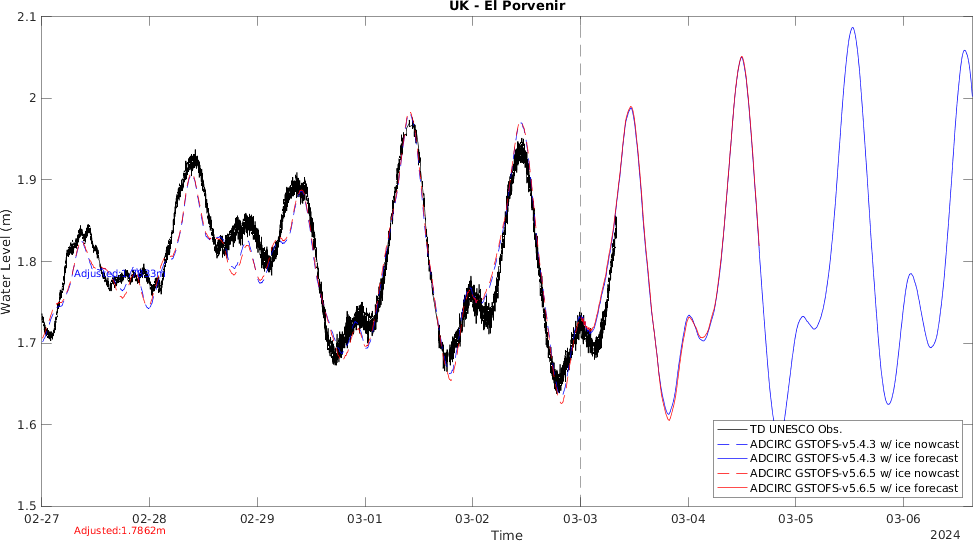 UK - El Porvenir
2.1
2
1.9
1.8
1.7
1.6
1.5
Water Level (m)
Adjusted:
TD UNESCO Obs.
ADCIRC GSTOFS-v5.4.3 w/ ice nowcast
ADCIRC GSTOFS-v5.4.3 w/ ice forecast
ADCIRC GSTOFS-v5.6.5 w/ ice nowcast
ADCIRC GSTOFS-v5.6.5 w/ ice forecast
02-27 02-28 02-29 03-01 03-02 03-03 03-04 03-05 03-06
Adjusted:1.7862m
Time
2024